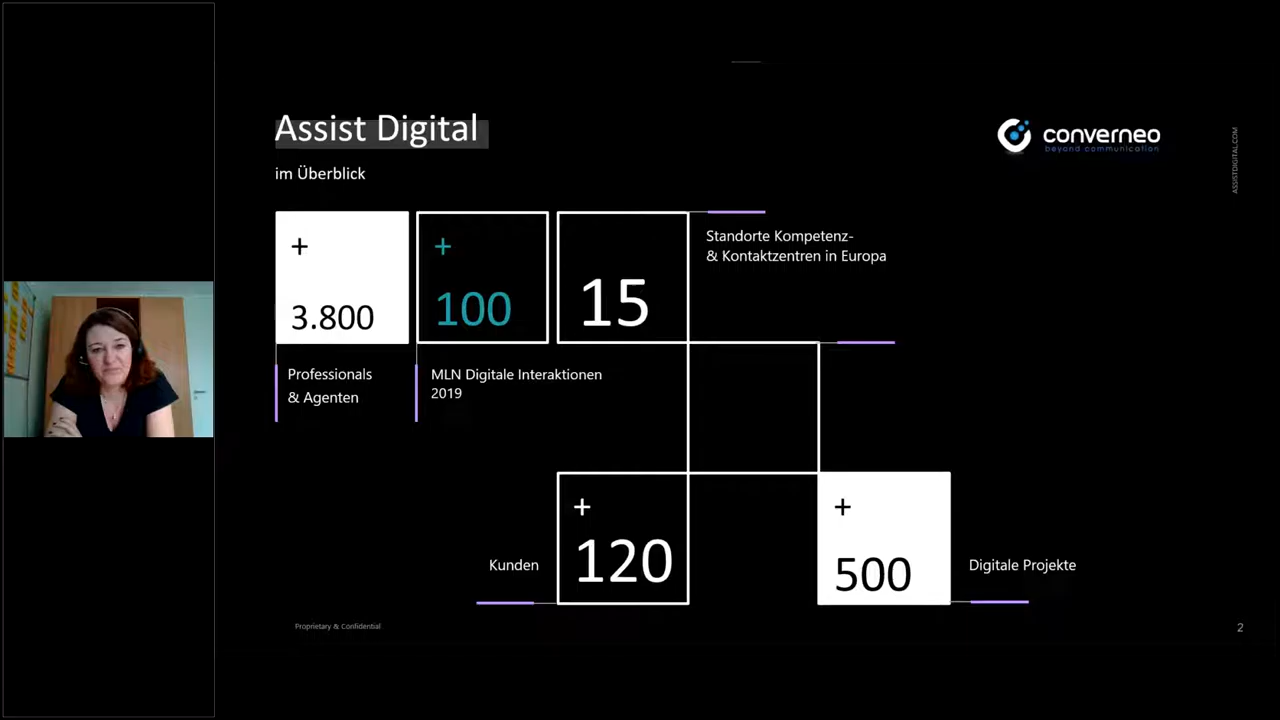 Assist Digital
im Überblick
converneo
beyond communication
ASSISTDIGITAL.COM
+
3.800
Professionals
& Agenten
+
100
MLN Digitale Interaktionen
2019
15
Standorte Kompetenz-
& Kontaktzentren in Europa
Kunden
+
120
+
500
Digitale Projekte
Proprietary & Confidential
2